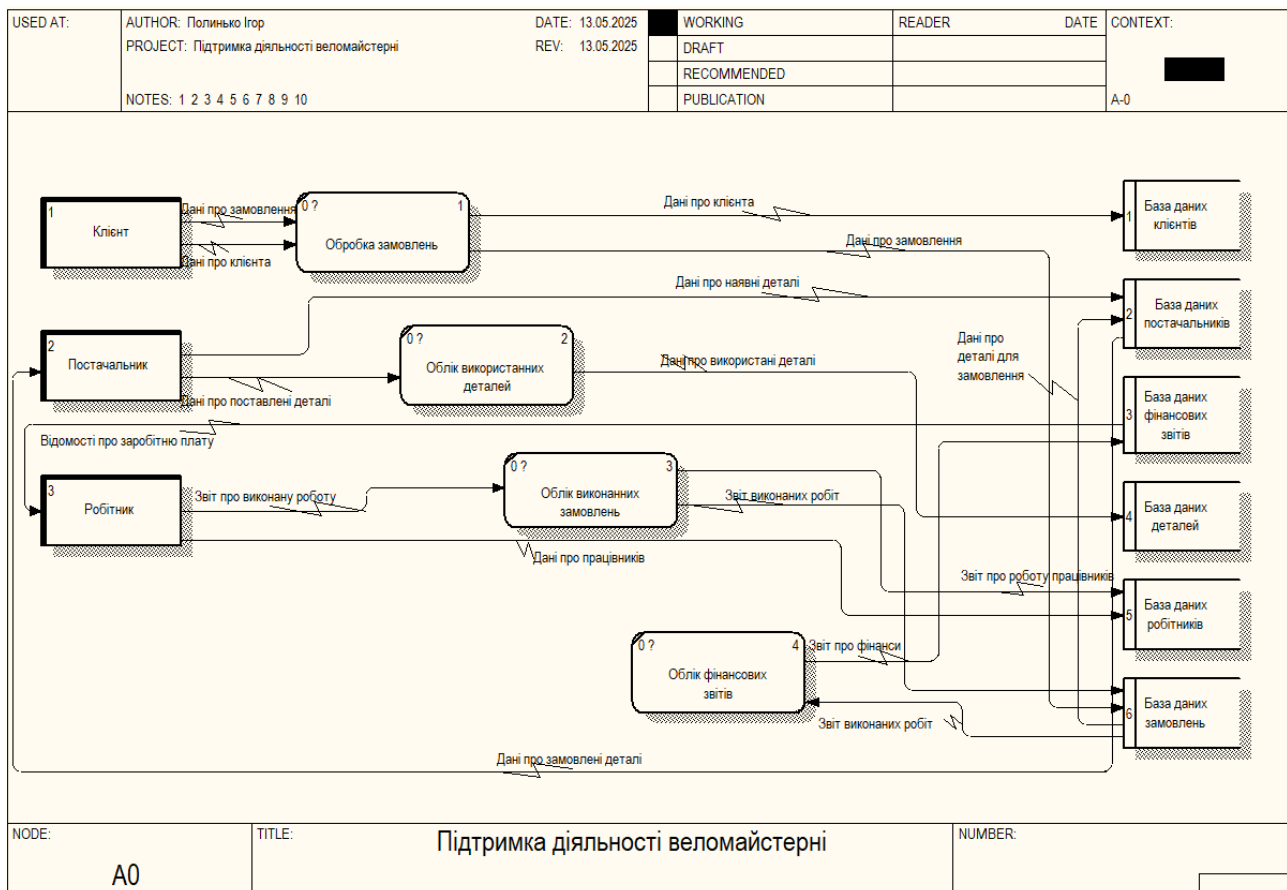 USED AT:
AUTHOR: Полинько Ігор
DATE: 13.05.2025
PROJECT: Підтримка діяльності веломайстерні
REV: 13.05.2025
NOTES: 1 2 3 4 5 6 7 8 9 10
WORKING
DRAFT
RECOMMENDED
PUBLICATION
READER
DATE
CONTEXT:
A-0
1
Клієнт
Дані про замовлення
Дані про клієнта
0 ?
1
Обробка замовлень
Дані про клієнта
Дані про замовлення
1
База даних
клієнтів
Дані про наявні деталі
2
База даних
постачальників
2
Постачальник
Дані про поставлені деталі
0 ?
2
Облік використанних
деталей
Дані про використані деталі
Дані про
деталі для
замовлення
3
База даних
фінансових
звітів
Відомості про заробітню плату
3
Робітник
Звіт про виконану роботу
0 ?
3
Облік виконанних
замовлень
Звіт виконаних робіт
4
База даних
деталей
Дані про працівників
Звіт про роботу працівників
5
База даних
робітників
0 ?
4
Облік фінансових
звітів
Звіт про фінанси
Звіт виконаних робіт
6
База даних
замовлень
Дані про замовлені деталі
NODE:
A0
TITLE:
Підтримка діяльності веломайстерні
NUMBER: